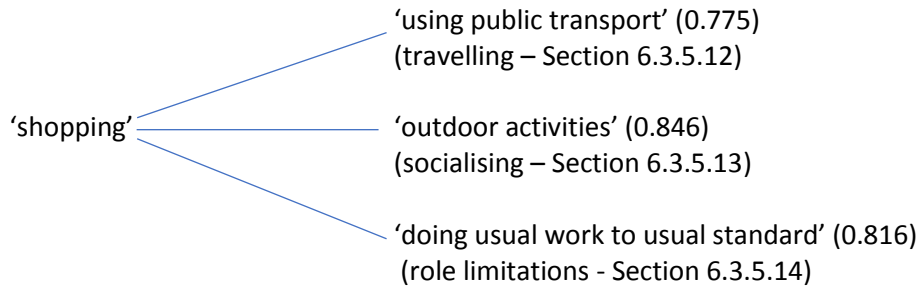 ‘using public transport’ (0.775)
(travelling – Section 6.3.5.12)
‘shopping’
‘outdoor activities’ (0.846)
(socialising – Section 6.3.5.13)
‘doing usual work to usual standard’ (0.816)
(role limitations - Section 6.3.5.14)